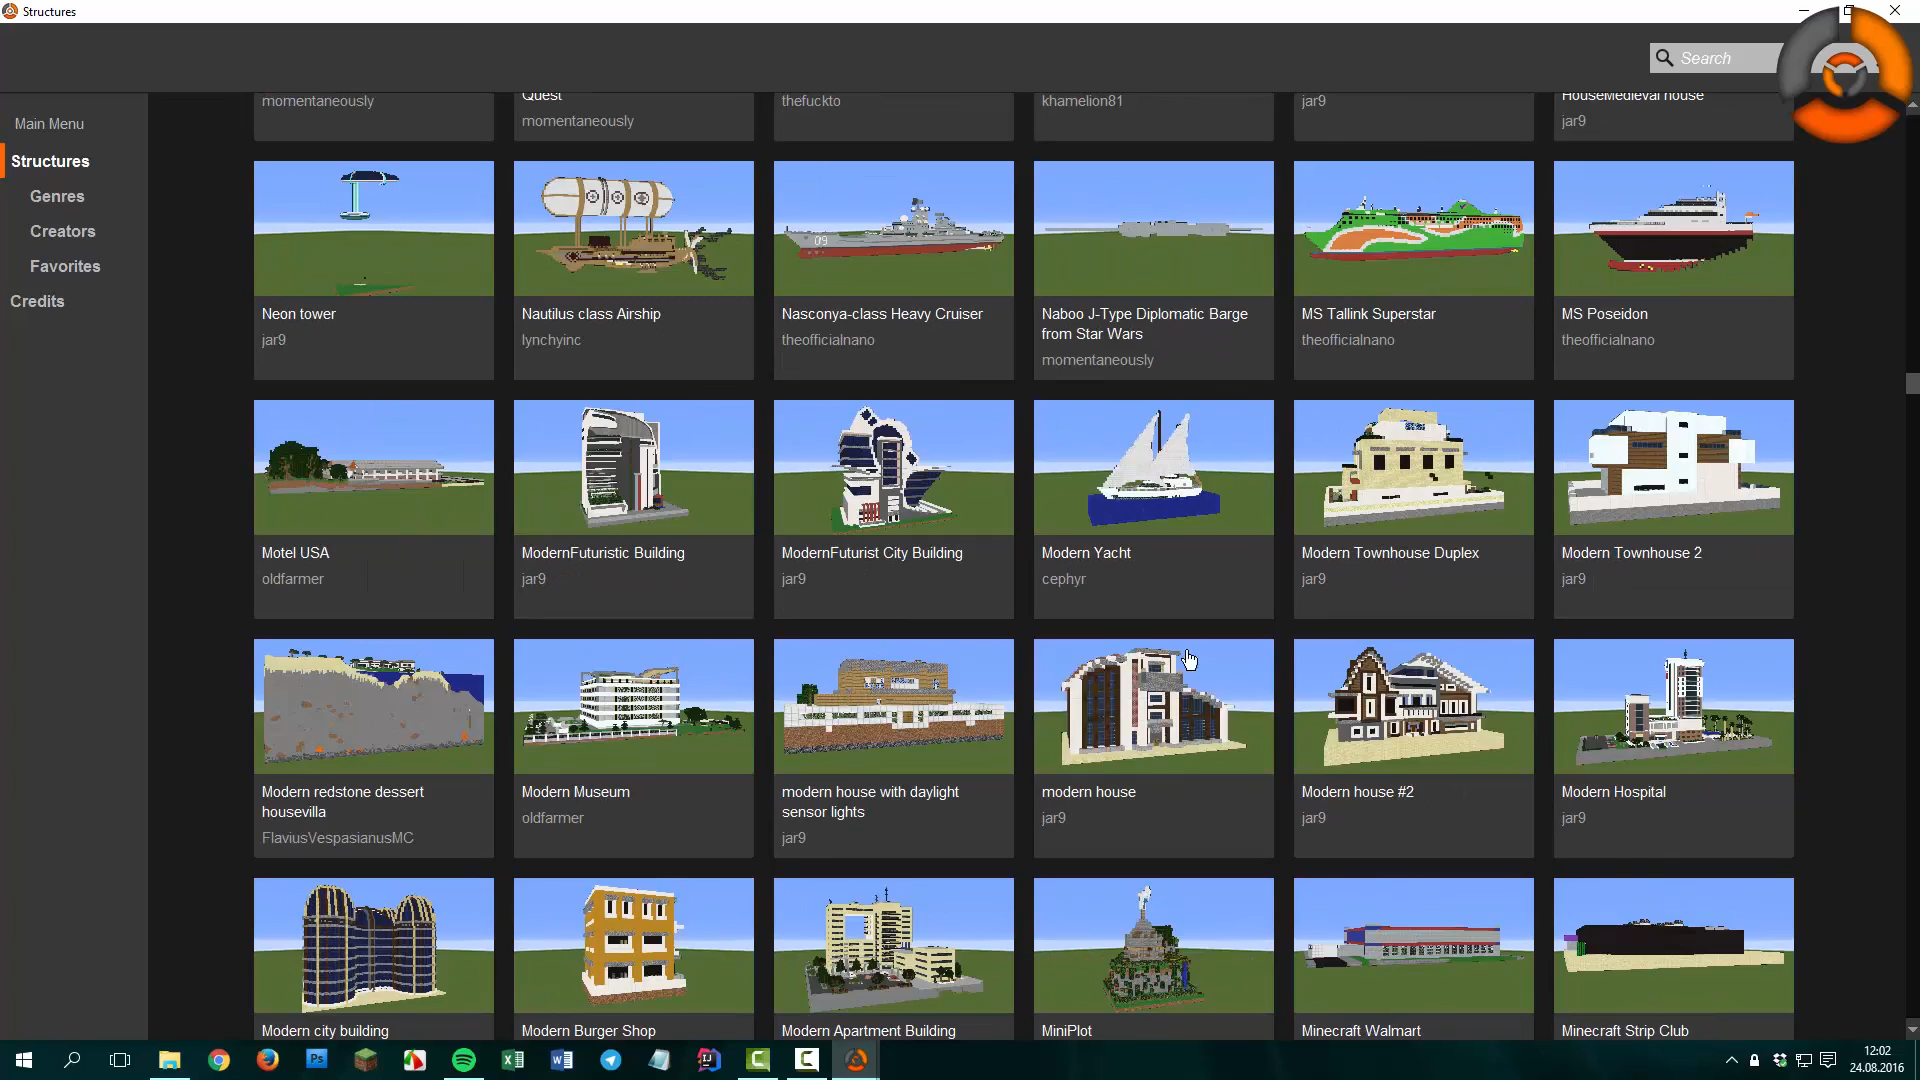 Structures
Search
Main Menu
Structures
Genres
Creators
Favorites
Credits
momentaneously
Quest
momentaneously
thefuckto
khamelion81
jar9
HouseMedieval house
jar9
Neon tower
jar9
Nautilus class Airship
lynchyinc
Nasconya-class Heavy Cruiser
theofficialnano
Naboo J-Type Diplomatic Barge
from Star Wars
momentaneously
MS Tallink Superstar
theofficialnano
MS Poseidon
theofficialnano
Motel USA
oldfarmer
ModernFuturistic Building
jar9
ModernFuturist City Building
jar9
Modern Yacht
cephyr
Modern Townhouse Duplex
jar9
Modern Townhouse 2
jar9
Modern redstone dessert
housevilla
FlaviusVespasianusMC
Modern Museum
oldfarmer
modern house with daylight
sensor lights
jar9
modern house
jar9
Modern house #2
jar9
Modern Hospital
jar9
Modern city building
Modern Burger Shop
Modern Apartment Building
MiniPlot
Minecraft Walmart
Minecraft Strip Club
12:02
24.08.2016